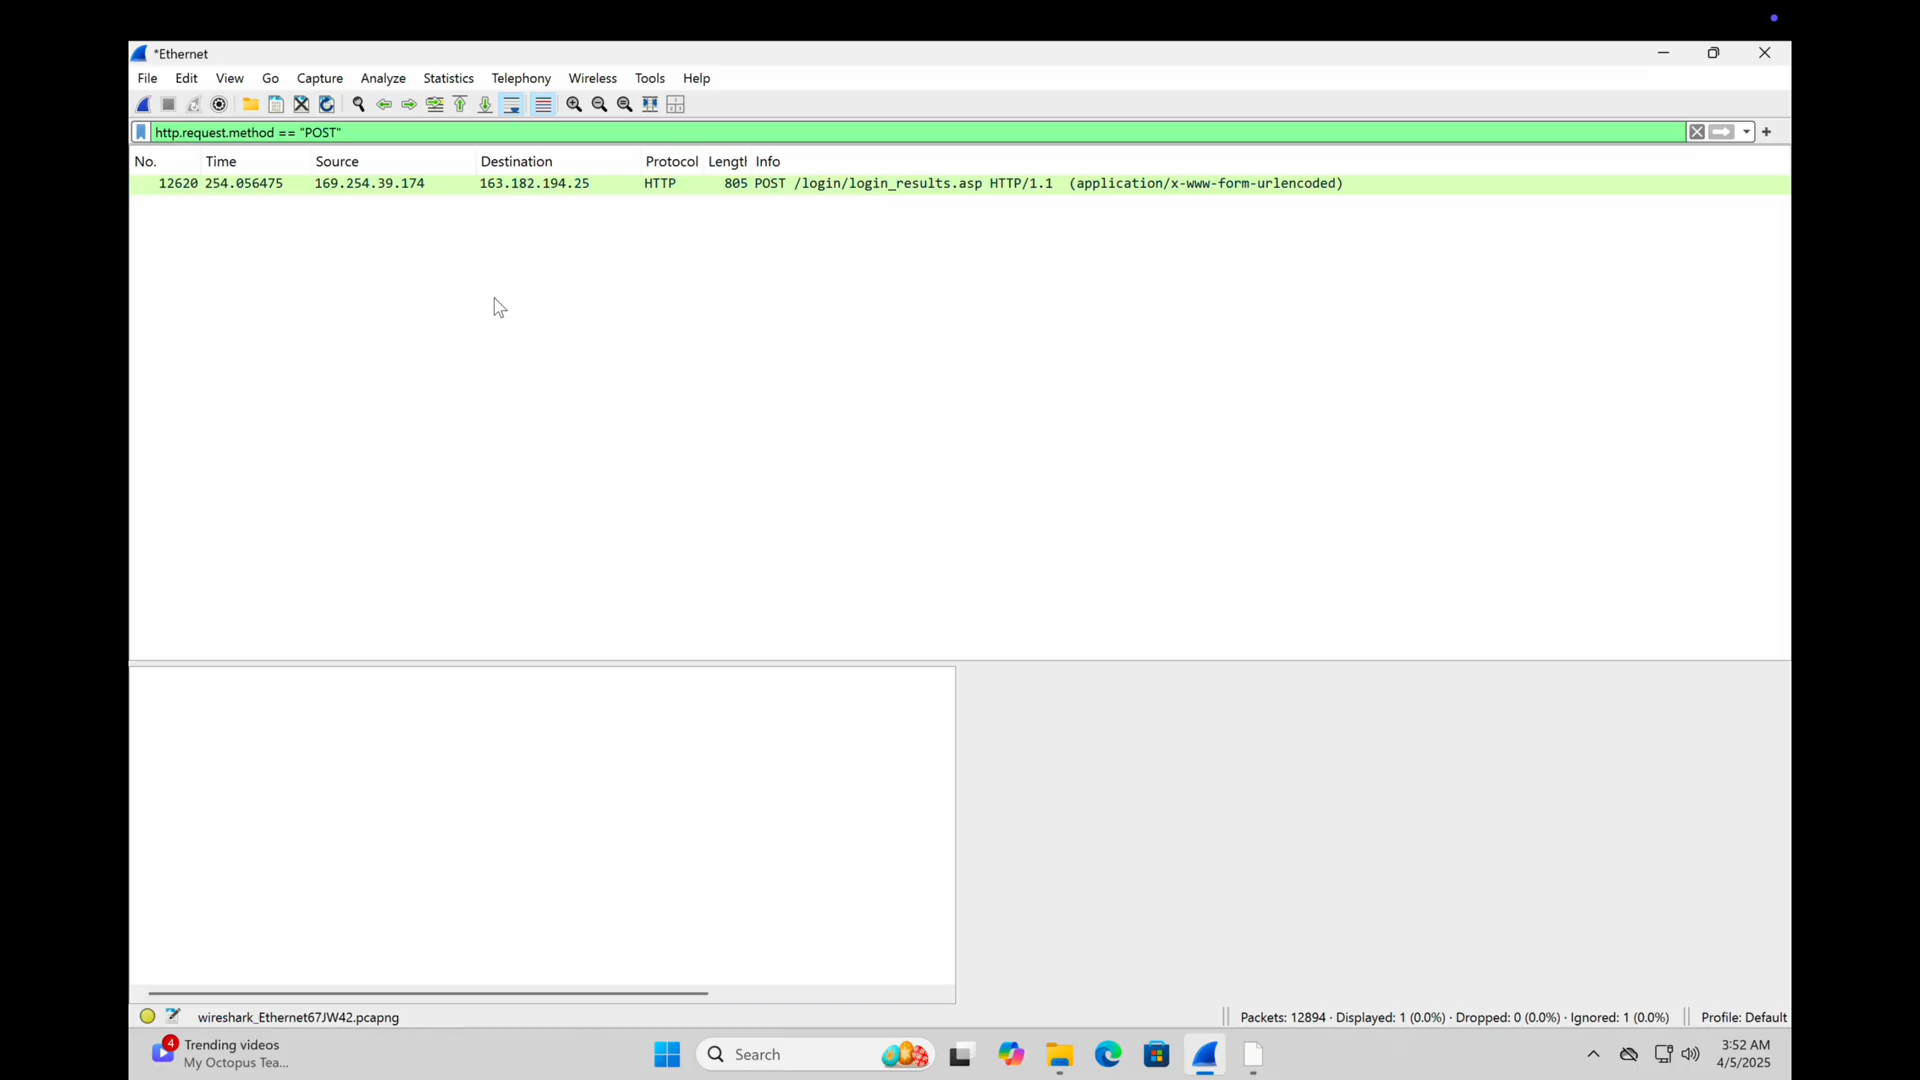 *Ethernet
File Edit View Go Capture Analyze Statistics Telephony Wireless Tools Help
http.request.method == "POST"
No. Time Source Destination Protocol Length Info
12620 254.056475 169.254.39.174 163.182.194.25 HTTP 805 POST /login/login_results.asp HTTP/1.1 (application/x-www-form-urlencoded)
wireshark_Ethernet67JW42.pcapng
Packets: 12894 · Displayed: 1 (0.0%) · Dropped: 0 (0.0%) · Ignored: 1 (0.0%)
Profile: Default
4
Trending videos
My Octopus Tea...
Search
3:52 AM
4/5/2025